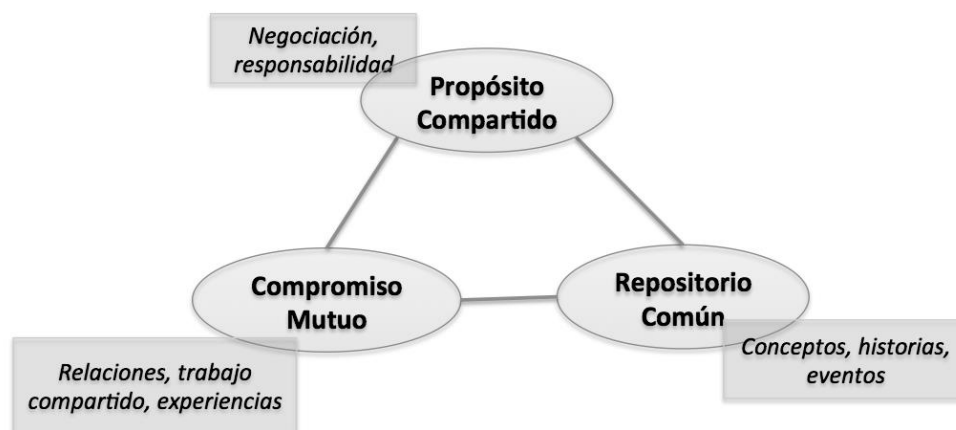 Negociación,
responsabilidad
Propósito
Compartido
Compromiso
Mutuo
Repositorio
Común
Relaciones, trabajo
compartido, experiencias
Conceptos, historias,
eventos